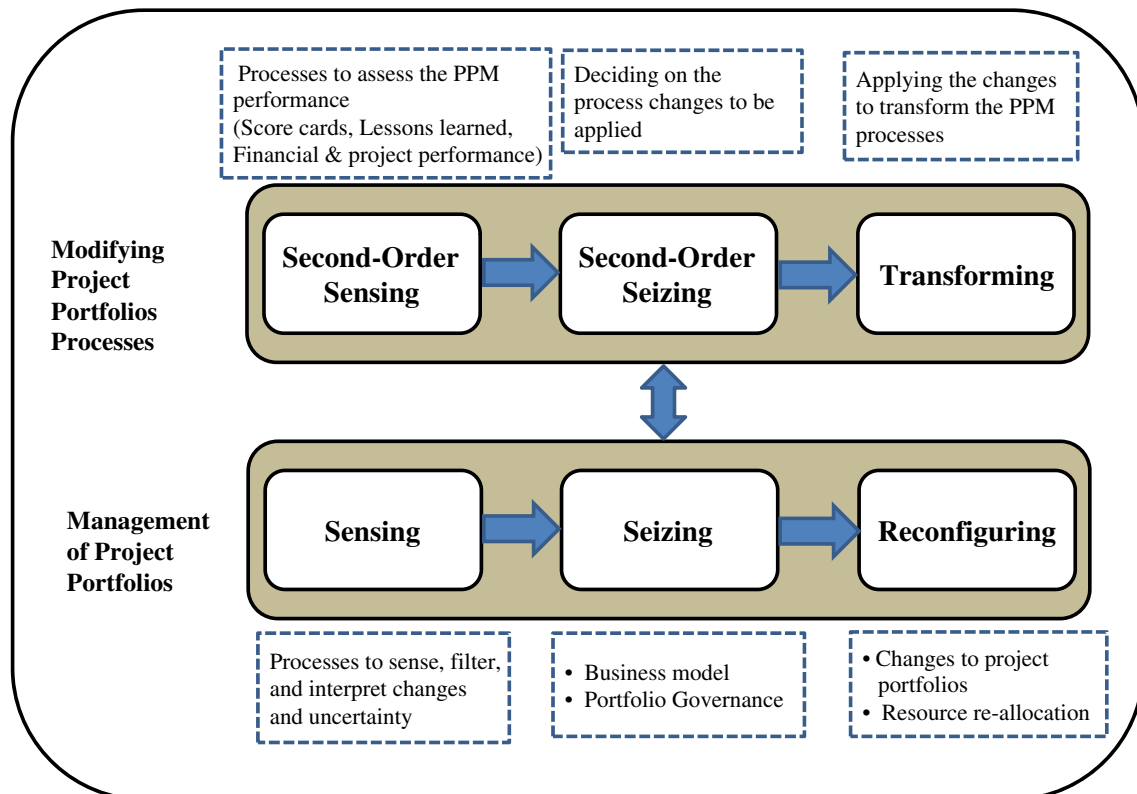 Processes to assess the PPM
performance
(Score cards, Lessons learned,
Financial & project performance)
Deciding on the
process changes to be
applied
Applying the changes
to transform the PPM
processes
Modifying
Project
Portfolios
Processes
Second-Order
Sensing
Second-Order
Seizing
Transforming
Management
of Project
Portfolios
Sensing
Seizing
Reconfiguring
Processes to sense, filter,
and interpret changes
and uncertainty
• Business model
• Portfolio Governance
• Changes to project
portfolios
• Resource re-allocation